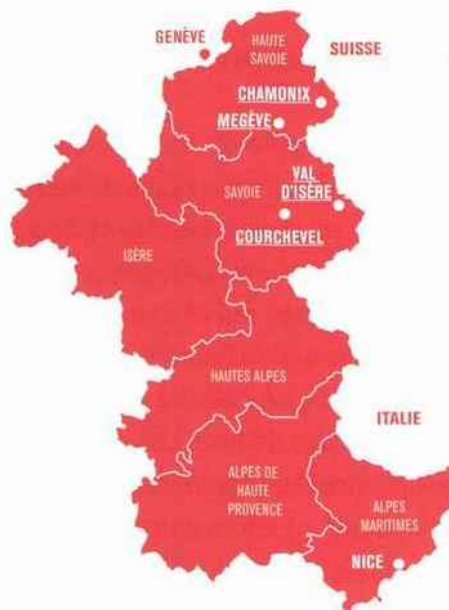 GENÈVE
HAUTE
SAVOIE
SUISSE
CHAMONIX
MEGÈVE
VAL
D'ISÈRE
SAVOIE
COURCHEVEL
ISÈRE
HAUTES ALPES
ITALIE
ALPES DE
HAUTE
PROVENCE
ALPES
MARITIMES
NICE